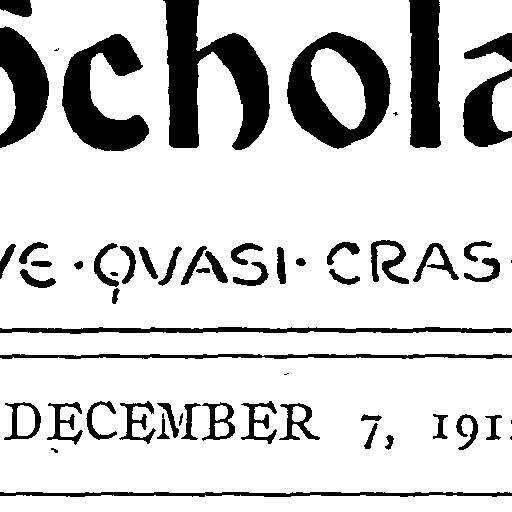 Schola
VE · QVASI · CRAS ·
DECEMBER 7, 191